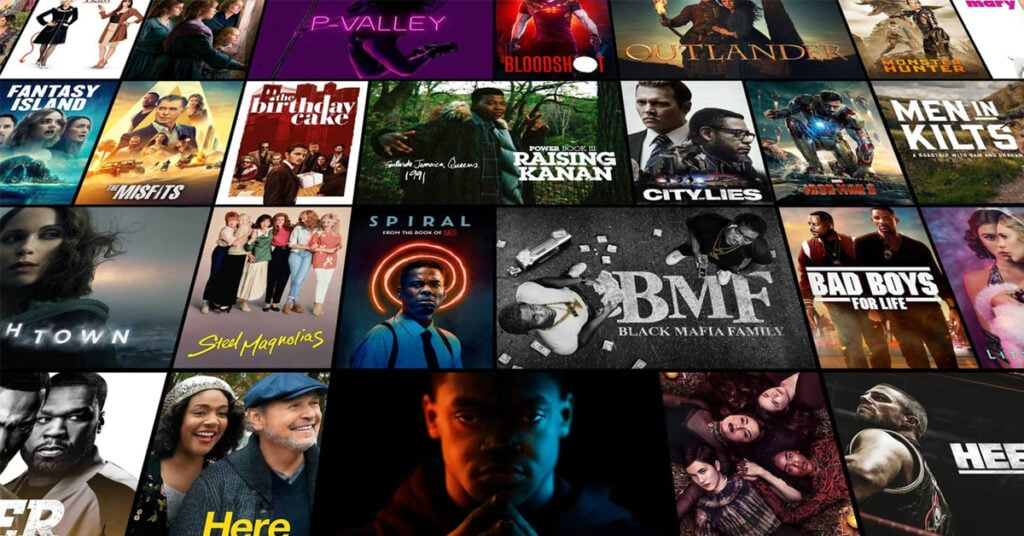 P-VALLEY
BLOODSHOT
OUTLANDER
MONSTER
HUNTER
mary
FANTASY
ISLAND
THE MISFITS
the
birthday
cake
Southside Jamaica, Queens,
1991
POWER BOOK III
RAISING
KANAN
CITY OF LIES
IRON MAN 3
MEN IN
KILTS
A ROADTRIP WITH SAM AND GRAHAM
H TOWN
Steel Magnolias
SPIRAL
FROM THE BOOK OF SAW
BMF
BLACK MAFIA FAMILY
BAD BOYS
FOR LIFE
LIT
ER
Here
HEE